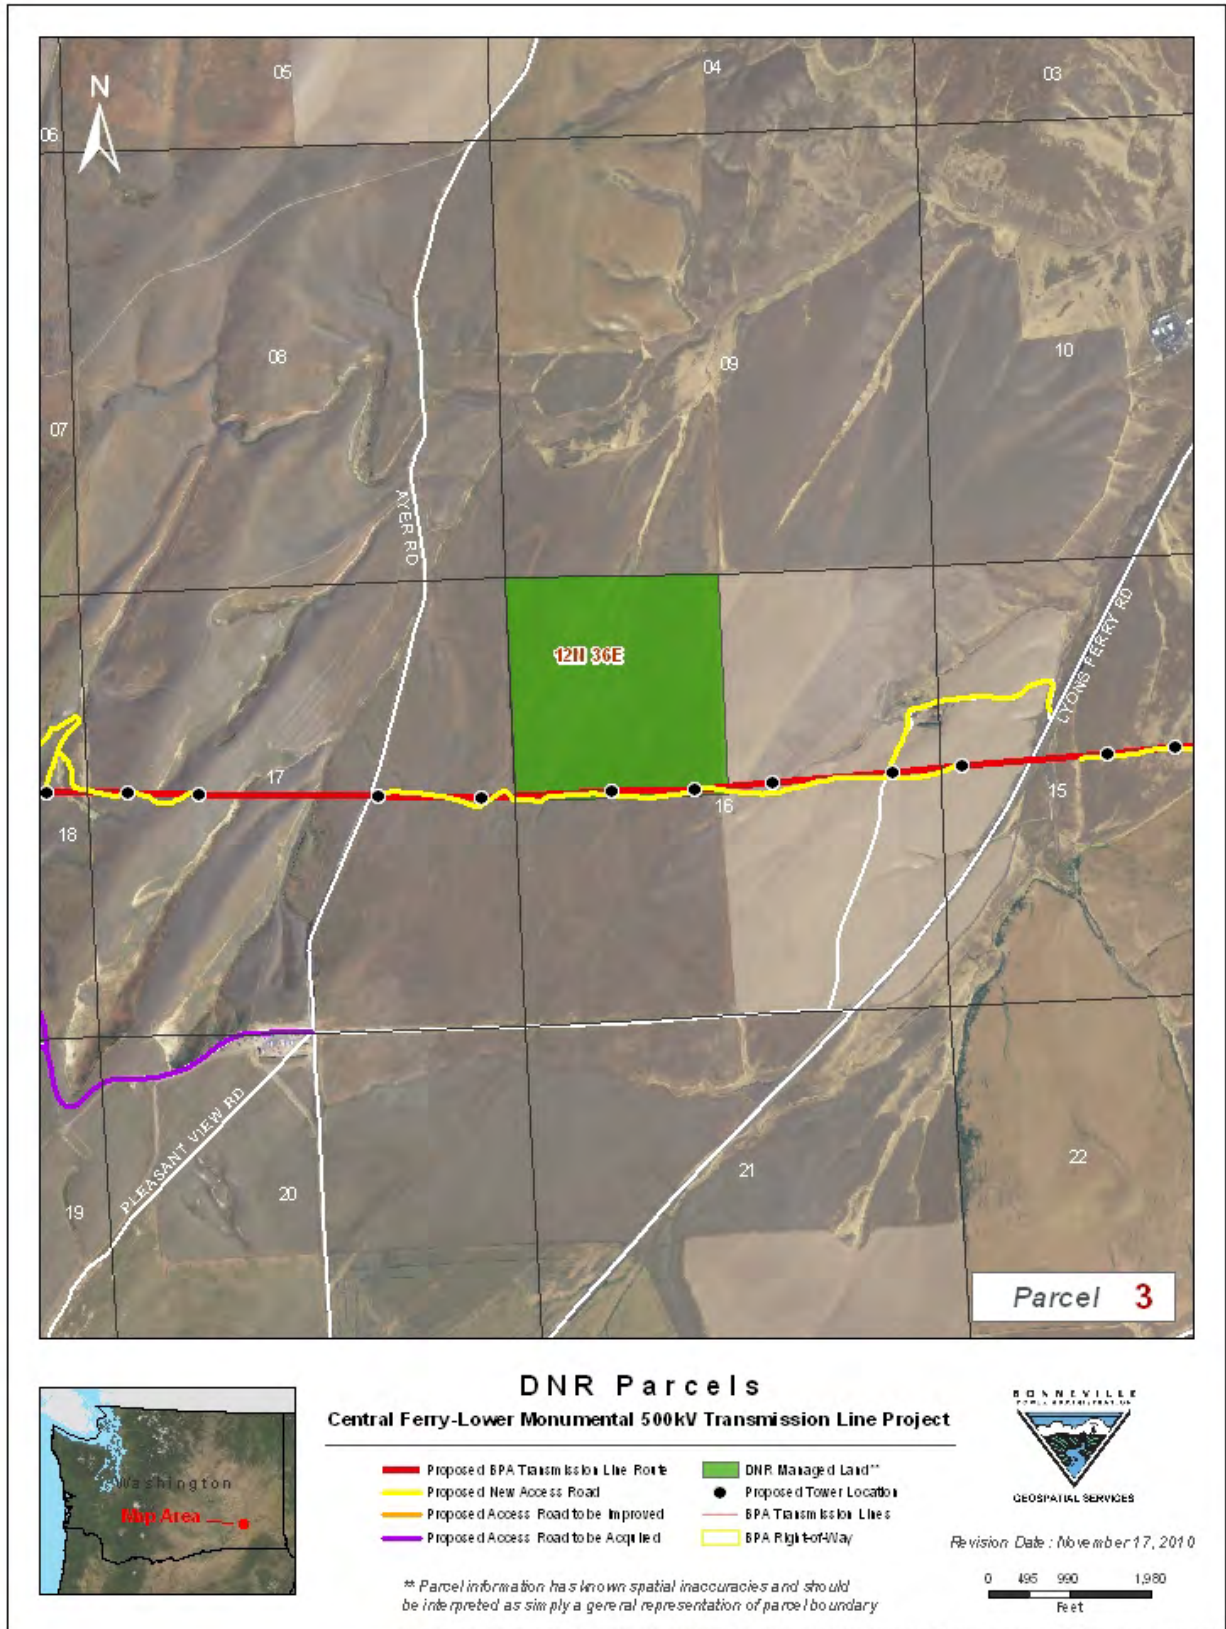 N
05
04
03
06
08
09
10
07
AYER RD
12N 36E
LYONS FERRY RD
17
16
15
18
PLEASANT VIEW RD
21
22
20
19
Parcel 3
DNR Parcels
Central Ferry-Lower Monumental 500kV Transmission Line Project
Proposed BPA Transmission Line Route
Proposed New Access Road
Proposed Access Road to be Improved
Proposed Access Road to be Acquired
DNR Managed Land**
Proposed Tower Location
BPA Transmission Lines
BPA Right-of-Way
** Parcel information has known spatial inaccuracies and should
be interpreted as simply a general representation of parcel boundary
Washington
Map Area
BONNEVILLE
POWER ADMINISTRATION
GEOSPATIAL SERVICES
Revision Date: November 17, 2010
0 495 990 1,980
Feet